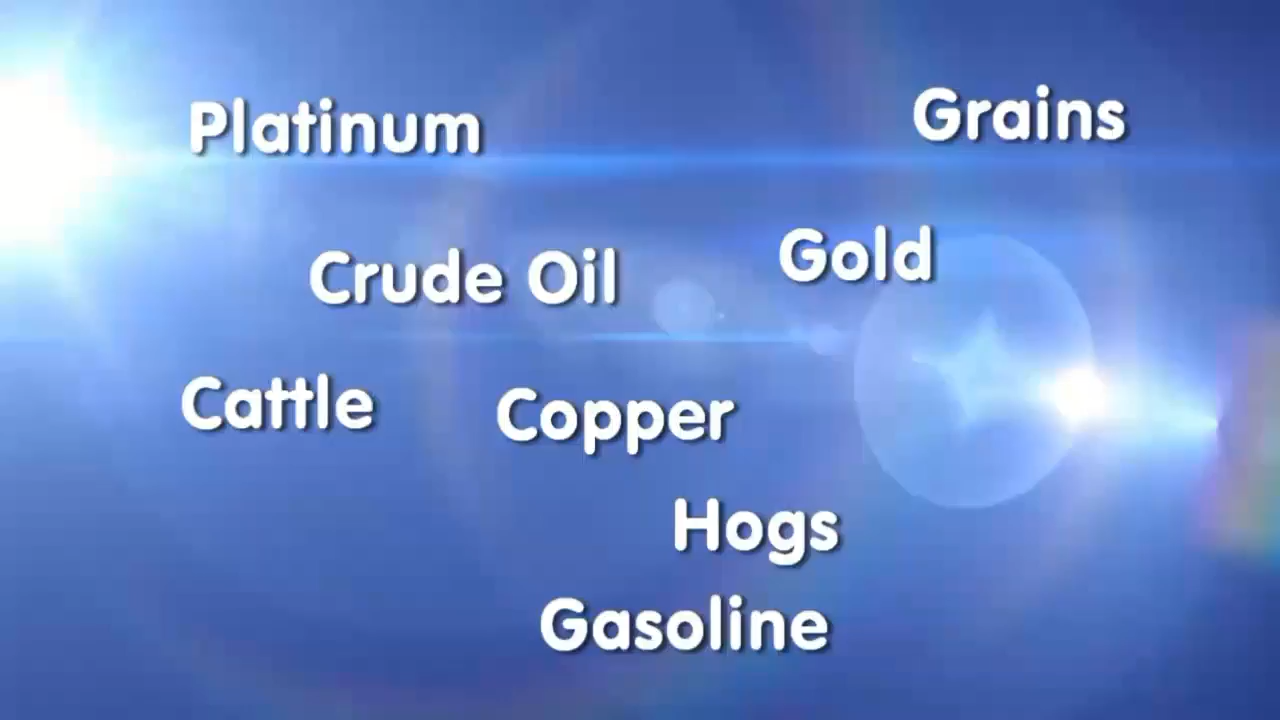 Platinum
Grains
Crude Oil
Gold
Cattle
Copper
Hogs
Gasoline